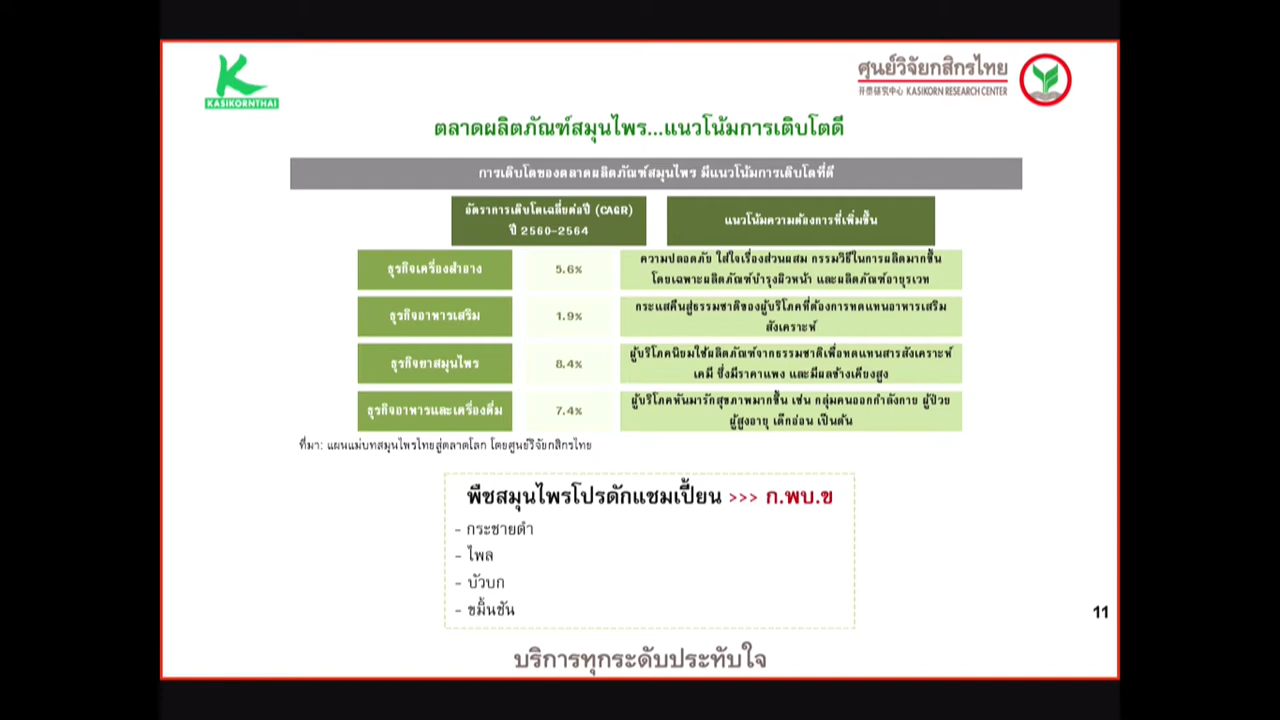 KASIKORNTHAI
ศูนย์วิจัยกสิกรไทย
开泰研究中心 KASIKORN RESEARCH CENTER
ตลาดผลิตภัณฑ์สมุนไพร...แนวโน้มการเติบโตดี
การเติบโตของตลาดผลิตภัณฑ์สมุนไพร มีแนวโน้มการเติบโตที่ดี
อัตราการเติบโตเฉลี่ยต่อปี (CAGR)
ปี 2560-2564
แนวโน้มความต้องการที่เพิ่มขึ้น
ธุรกิจเครื่องสำอาง
5.6%
ความปลอดภัย ใส่ใจเรื่องส่วนผสม กรรมวิธีในการผลิตมากขึ้น
โดยเฉพาะผลิตภัณฑ์บำรุงผิวหน้า และผลิตภัณฑ์อายุรเวท
ธุรกิจอาหารเสริม
1.9%
กระแสคืนสู่ธรรมชาติของผู้บริโภคที่ต้องการทดแทนอาหารเสริม
สังเคราะห์
ธุรกิจยาสมุนไพร
8.4%
ผู้บริโภคนิยมใช้ผลิตภัณฑ์จากธรรมชาติเพื่อทดแทนสารสังเคราะห์
เคมี ซึ่งมีราคาแพง และมีผลข้างเคียงสูง
ธุรกิจอาหารและเครื่องดื่ม
7.4%
ผู้บริโภคหันมารักสุขภาพมากขึ้น เช่น กลุ่มคนออกกำลังกาย ผู้ป่วย
ผู้สูงอายุ เด็กอ่อน เป็นต้น
ที่มา: แผนแม่บทสมุนไพรไทยสู่ตลาดโลก โดยศูนย์วิจัยกสิกรไทย
พืชสมุนไพรโปรดักแชมเปี้ยน >>> ก.พบ.ข
- กระชายดำ
- ไพล
- บัวบก
- ขมิ้นชัน
11
บริการทุกระดับประทับใจ